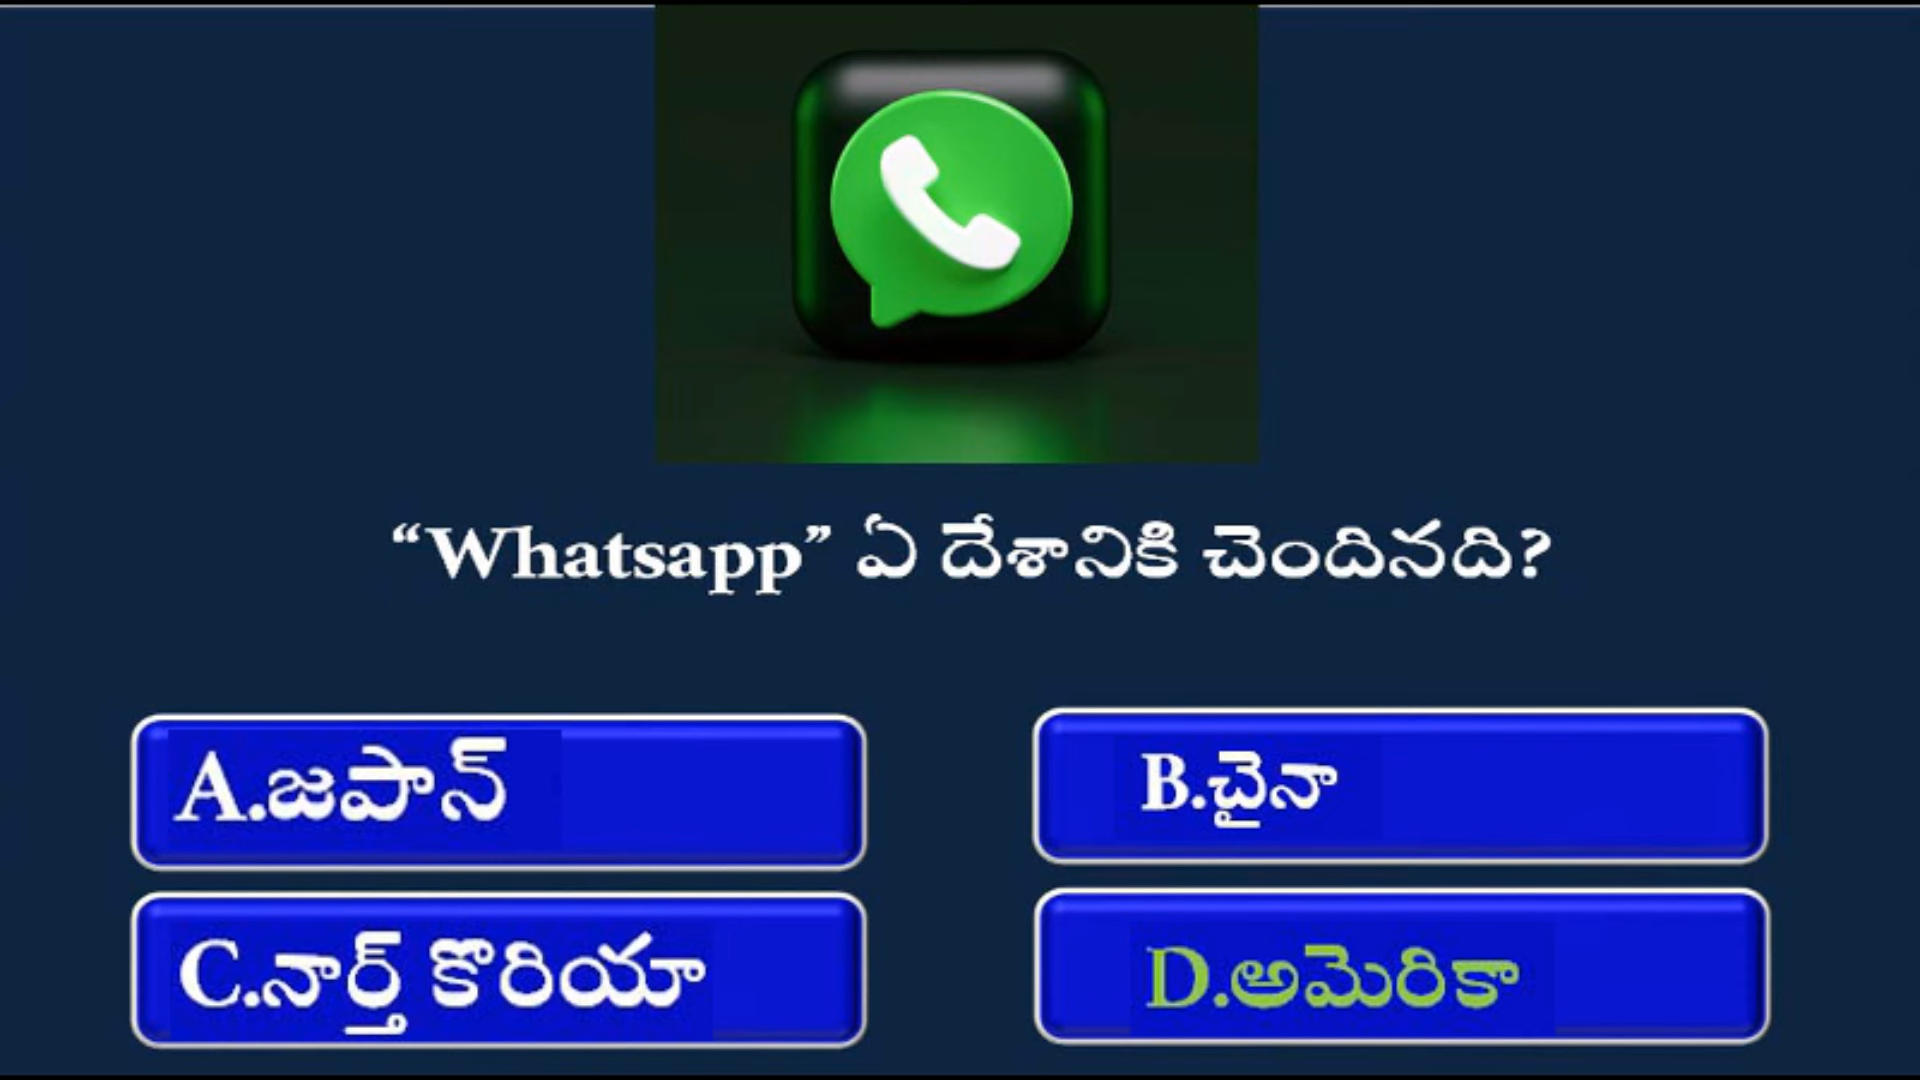 “Whatsapp” ఏ దేశానికి చెందినది?
A.జపాన్
B.చైనా
C.నార్త్ కొరియా
D.అమెరికా